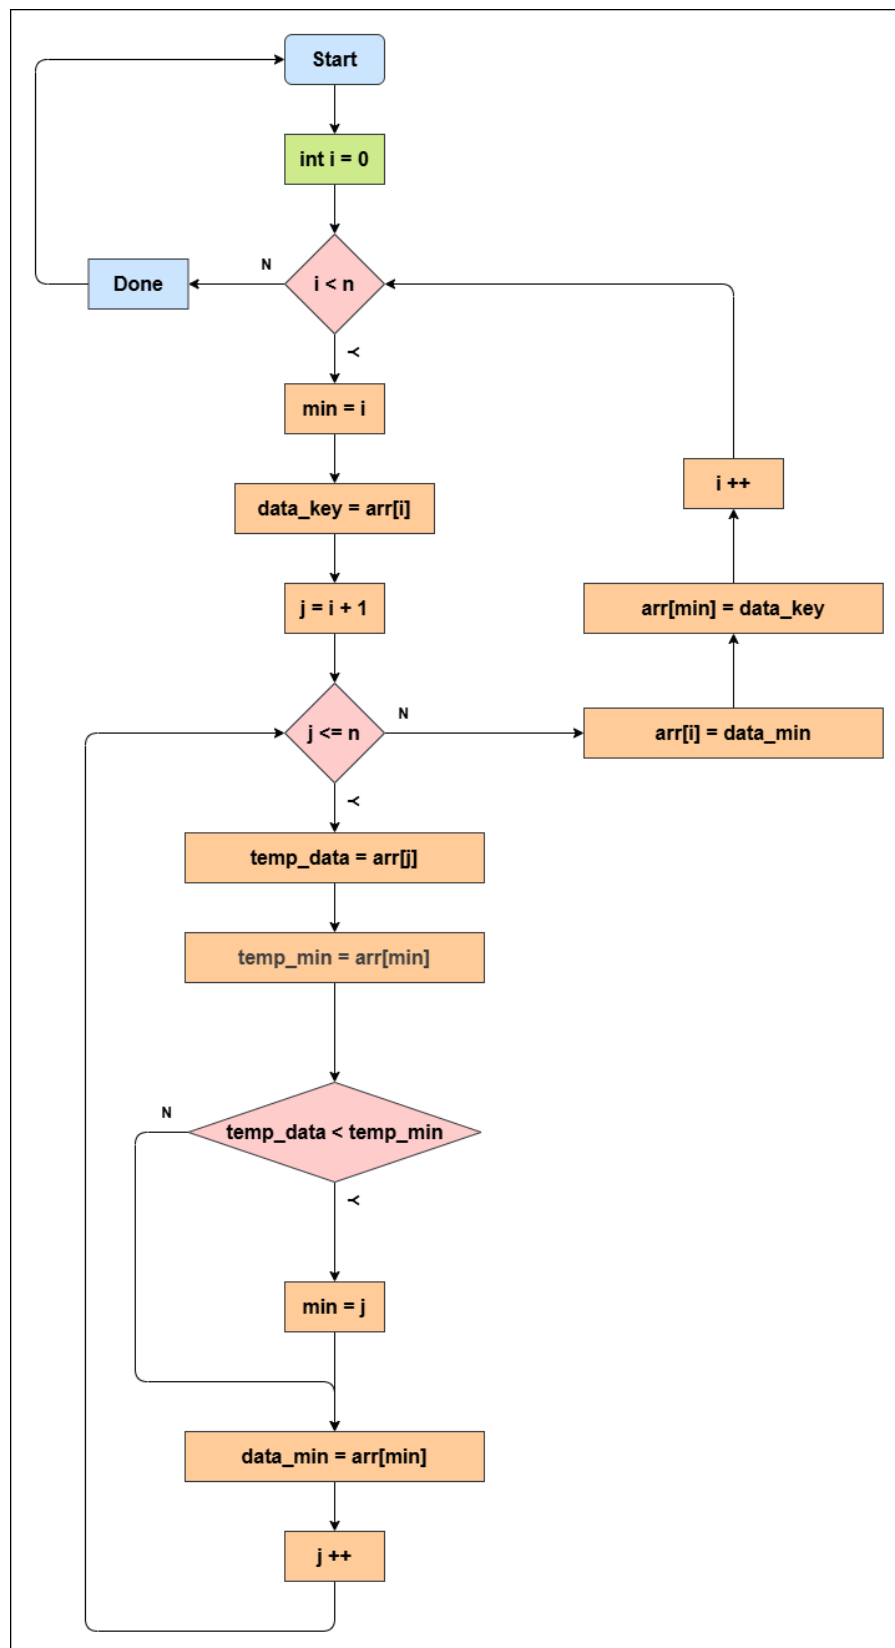 Start
int i = 0
N
Done
i < n
Y
min = i
data_key = arr[i]
i ++
j = i + 1
arr[min] = data_key
j <= n
N
arr[i] = data_min
Y
temp_data = arr[j]
temp_min = arr[min]
N
temp_data < temp_min
Y
min = j
data_min = arr[min]
j ++